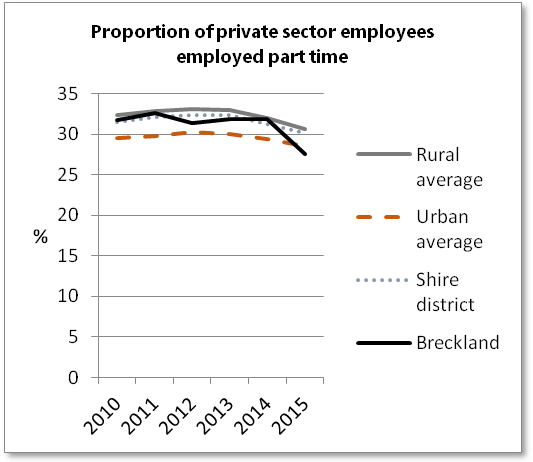 Proportion of private sector employees
employed part time
35
30
25
20
15
10
5
0
%
2010
2011
2012
2013
2014
2015
Rural
average
Urban
average
Shire
district
Breckland